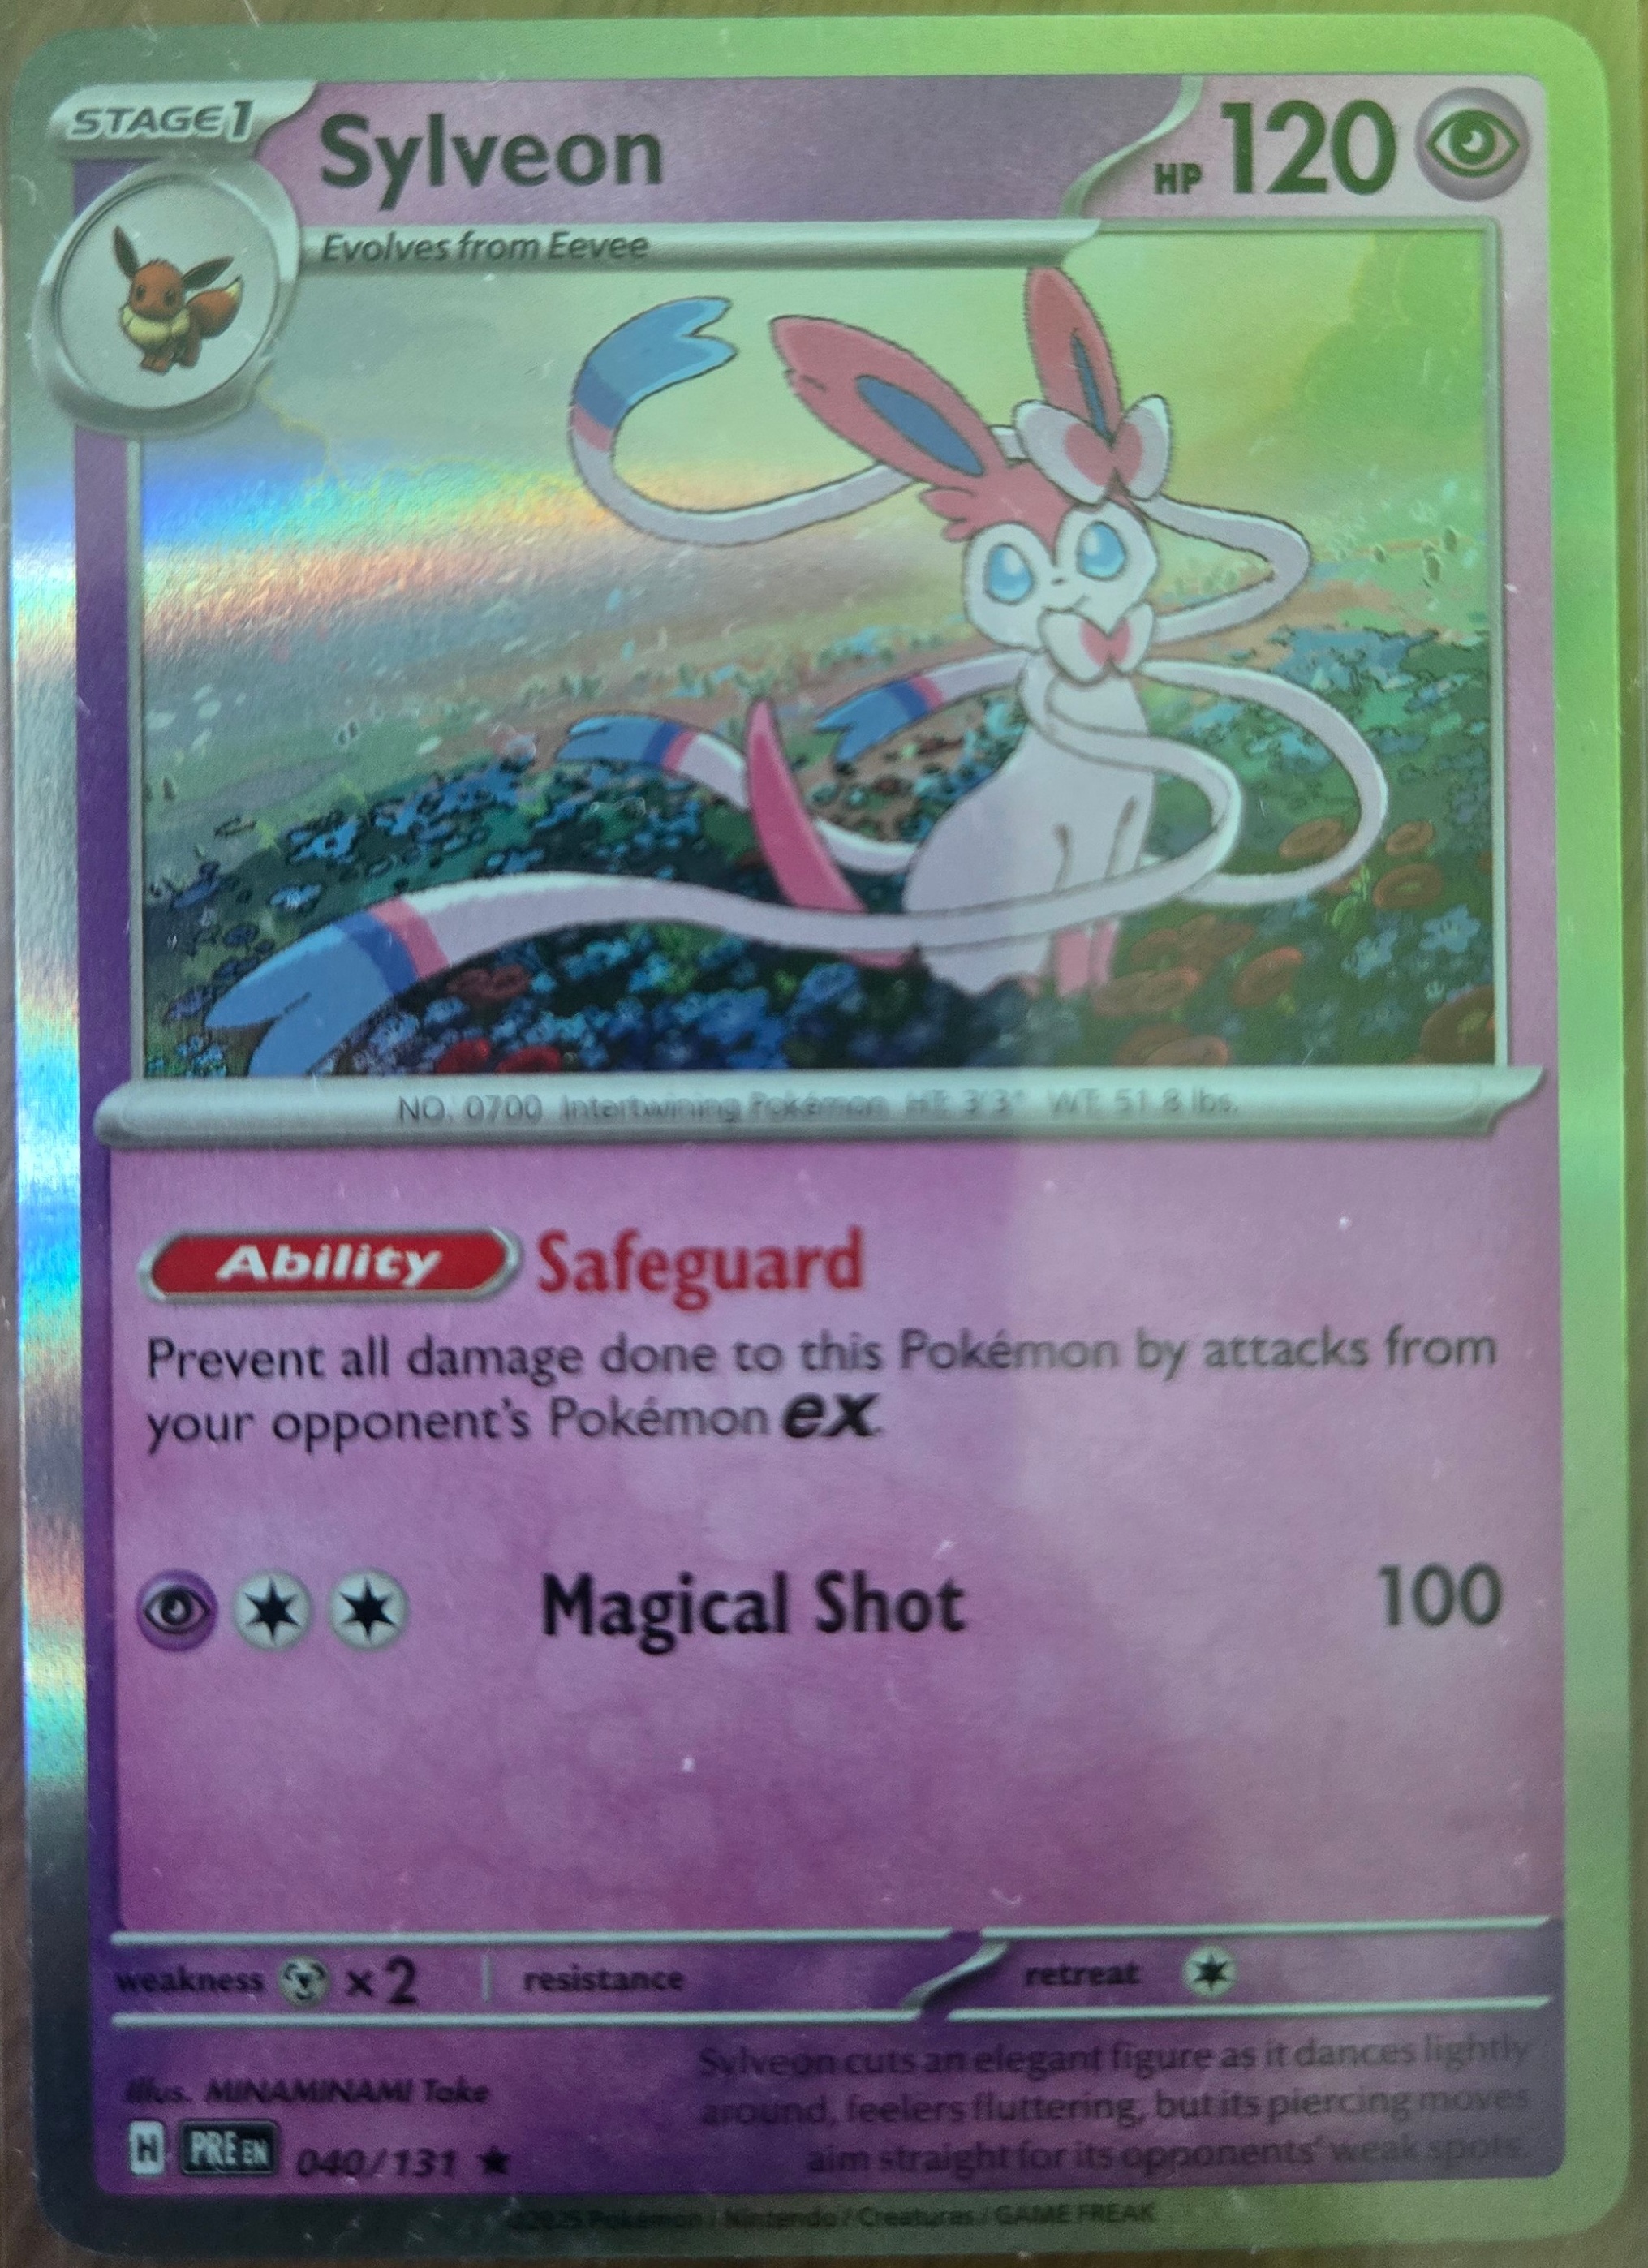 STAGE1
Sylveon
HP 120
Evolves from Eevee
NO. 0700 Intertwining Pokémon HT: 3'3" WT: 51.8 lbs.
Ability Safeguard
Prevent all damage done to this Pokémon by attacks from
your opponent's Pokémon ex.
Magical Shot 100
weakness ×2 resistance retreat
Illus. MINAMINAMI Take
Sylveon cuts an elegant figure as it dances lightly
around, feelers fluttering, but its piercing moves
aim straight for its opponents' weak spots.
H PRE EN 040/131
©2025 Pokémon / Nintendo / Creatures / GAME FREAK